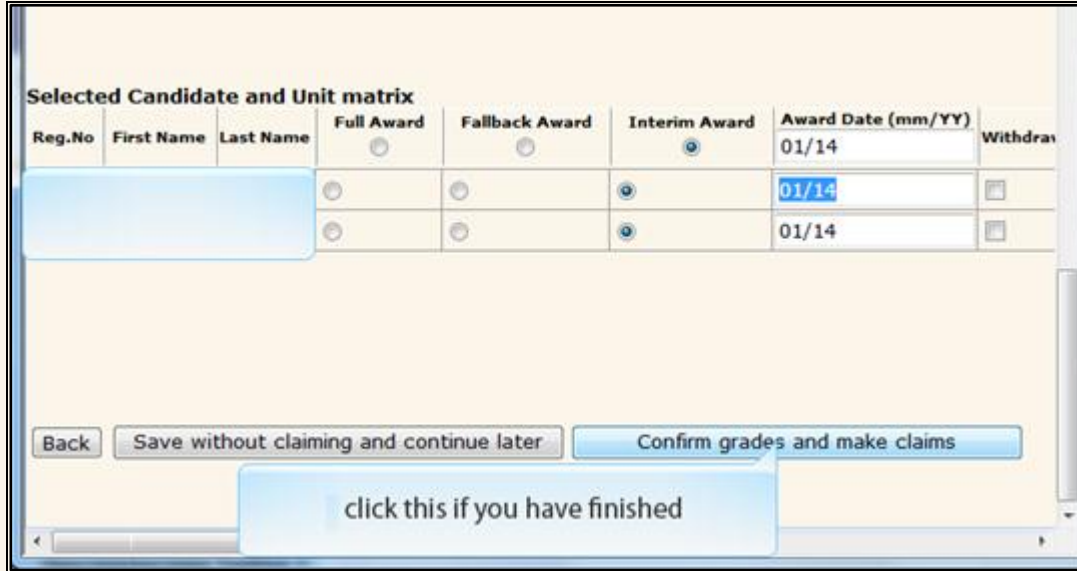 Selected Candidate and Unit matrix
Reg.No First Name Last Name Full Award Fallback Award Interim Award Award Date (mm/YY)
01/14
01/14
01/14
Back Save without claiming and continue later Confirm grades and make claims
click this if you have finished